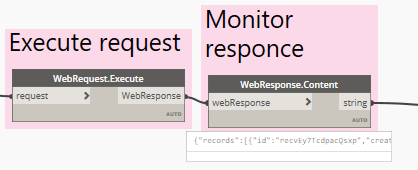 Execute request
WebRequest.Execute
request > WebResponse
AUTO
Monitor
responce
WebResponse.Content
webResponse > string
AUTO
{"records":[{"id":"recvEy7TcdpacQsxp","creat